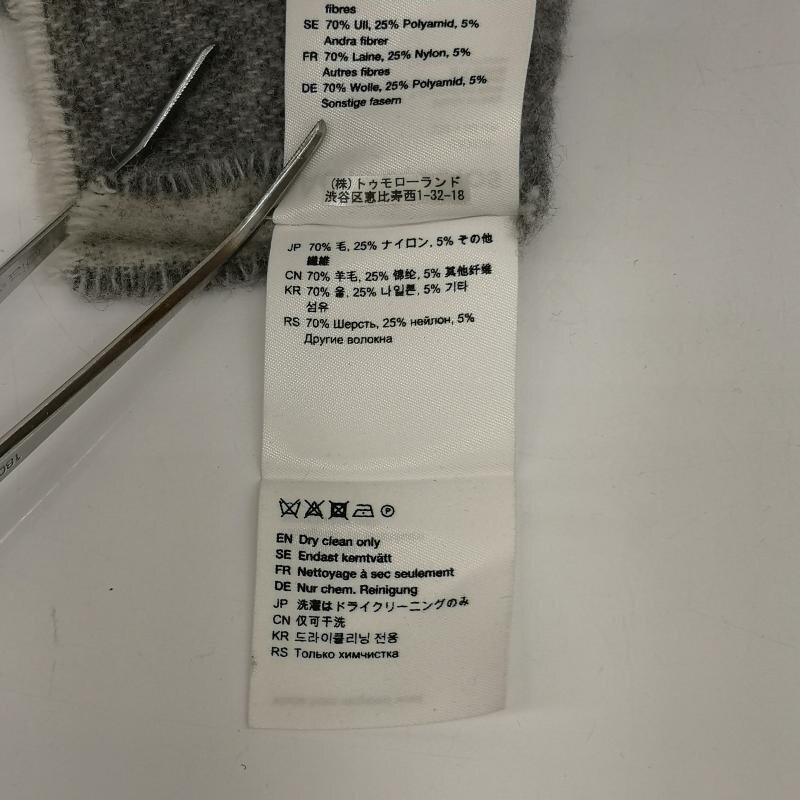 fibres
SE 70% Ull, 25% Polyamid, 5%
Andra fibrer
FR 70% Laine, 25% Nylon, 5%
Autres fibres
DE 70% Wolle, 25% Polyamid, 5%
Sonstige fasern
(株)トゥモローランド
渋谷区恵比寿西1-32-18
JP 70% 毛, 25% ナイロン, 5% その他
繊維
CN 70% 羊毛, 25% 锦纶, 5% 其他纤维
KR 70% 울, 25% 나일론, 5% 기타
섬유
RS 70% Шерсть, 25% нейлон, 5%
Другие волокна
EN Dry clean only
SE Endast kemtvätt
FR Nettoyage à sec seulement
DE Nur chem. Reinigung
JP 洗濯はドライクリーニングのみ
CN 仅可干洗
KR 드라이클리닝 전용
RS Только химчистка